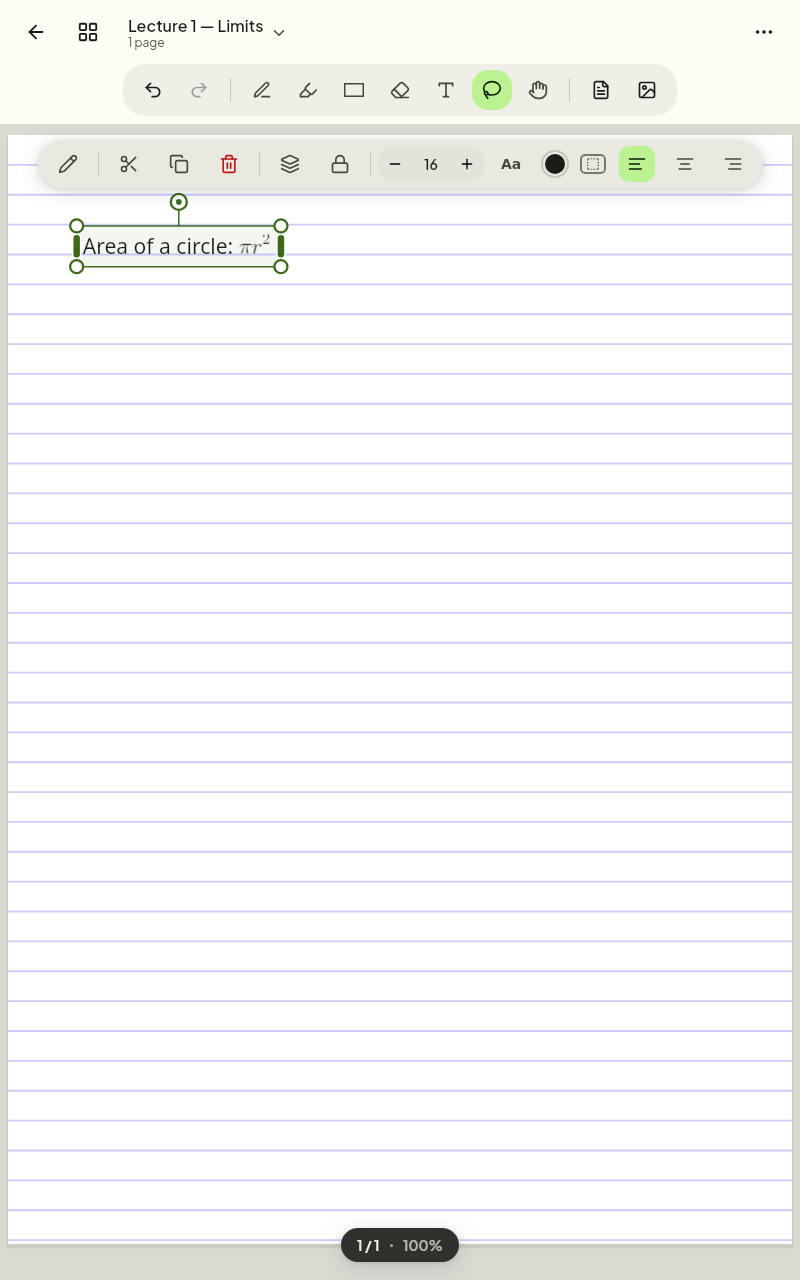 Lecture 1 — Limits
1 page
T
16
Aa
Area of a circle: πr²
1 / 1 · 100%